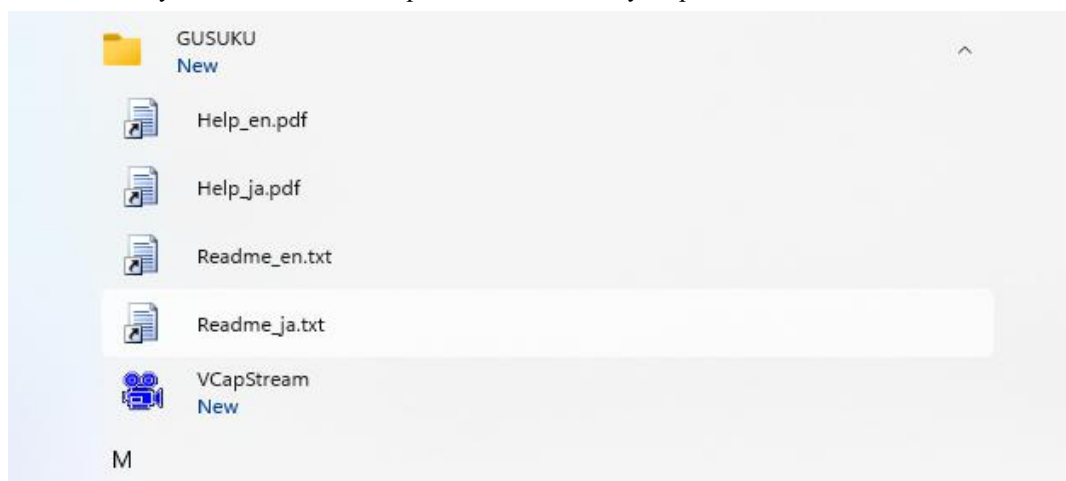 GUSUKU
New
Help_en.pdf
Help_ja.pdf
Readme_en.txt
Readme_ja.txt
VCapStream
New
M